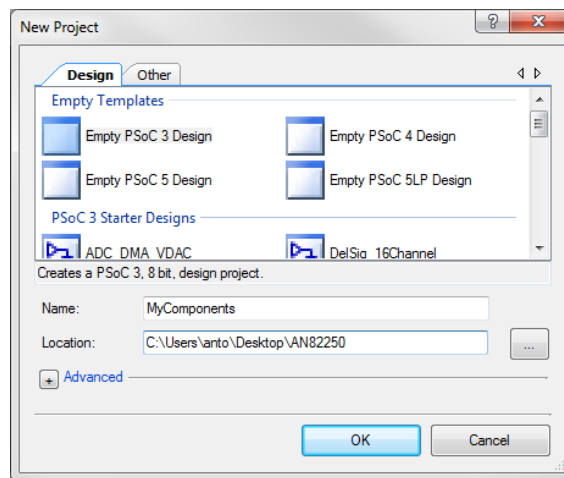 New Project
?
Design Other
Empty Templates
Empty PSoC 3 Design Empty PSoC 4 Design
Empty PSoC 5 Design Empty PSoC 5LP Design
PSoC 3 Starter Designs
ADC_DMA_VDAC DelSig_16Channel
Creates a PSoC 3, 8 bit, design project.
Name: MyComponents
Location: C:\Users\anto\Desktop\AN82250 ...
+ Advanced
OK Cancel